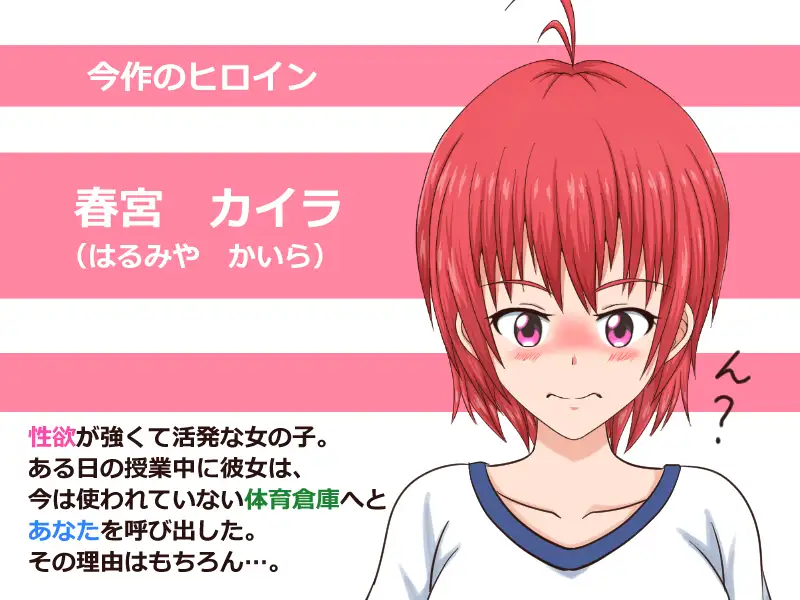 今作のヒロイン
春宮 カイラ
（はるみや かいら）
ん？
性欲が強くて活発な女の子。
ある日の授業中に彼女は、
今は使われていない体育倉庫へと
あなたを呼び出した。
その理由はもちろん…。